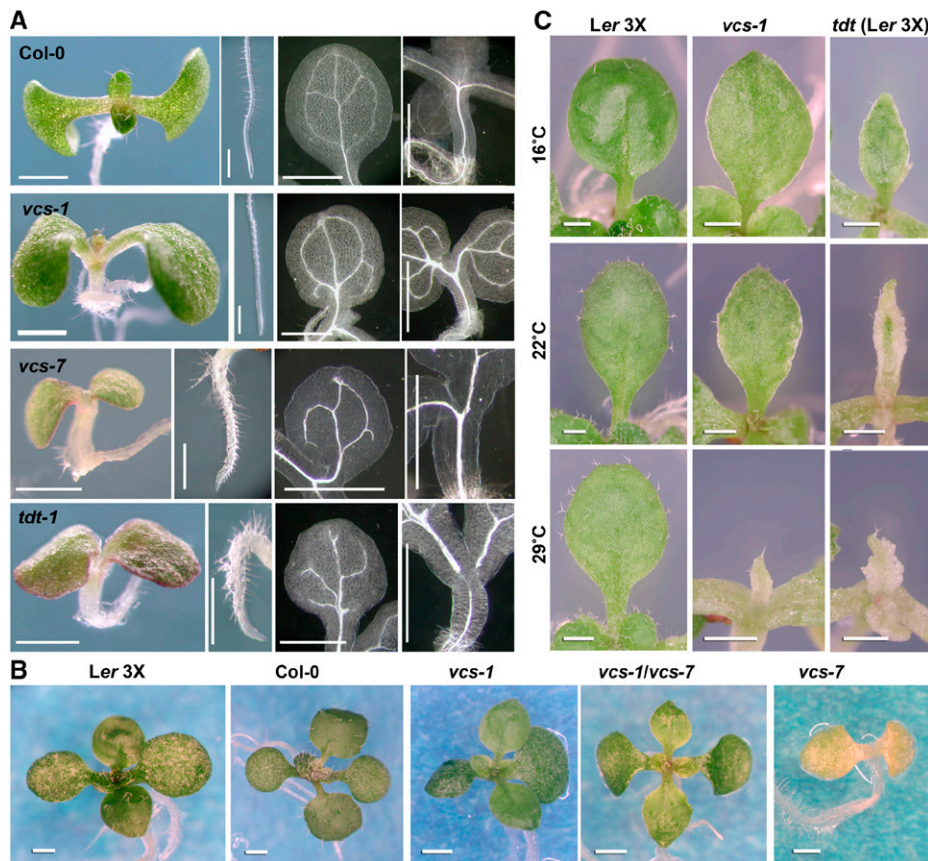 A
Col-0
vcs-1
vcs-7
tdt-1
B
Ler 3X
Col-0
vcs-1
vcs-1/vcs-7
vcs-7
C
Ler 3X
vcs-1
tdt (Ler 3X)
16°C
22°C
29°C